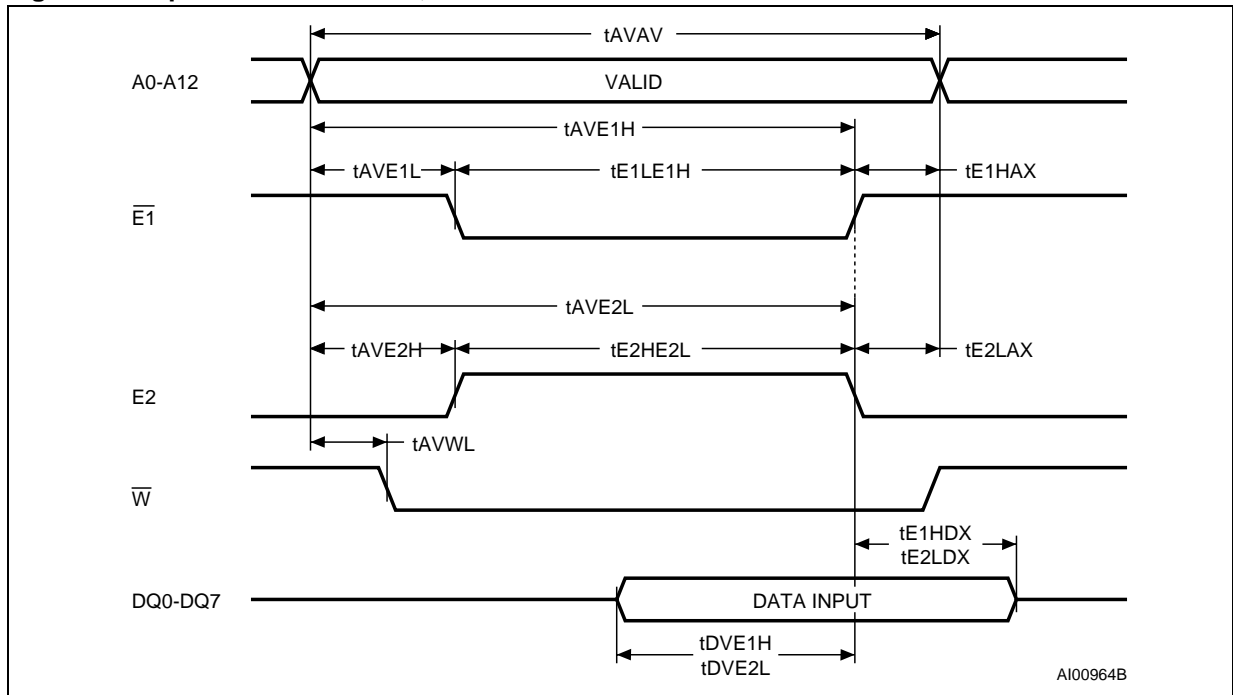 tAVAV
A0-A12
VALID
tAVE1H
tAVE1L
tE1LE1H
tE1HAX
E1
tAVE2L
tAVE2H
tE2HE2L
tE2LAX
E2
tAVWL
W
tE1HDX
tE2LDX
DQ0-DQ7
DATA INPUT
tDVE1H
tDVE2L
AI00964B